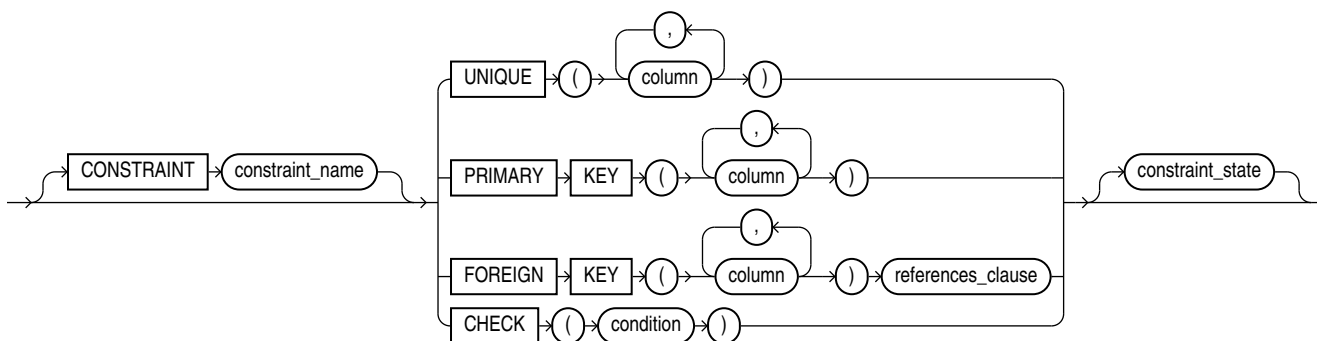 ,
UNIQUE ( column )
,
CONSTRAINT constraint_name PRIMARY KEY ( column ) constraint_state
,
FOREIGN KEY ( column ) references_clause
CHECK ( condition )